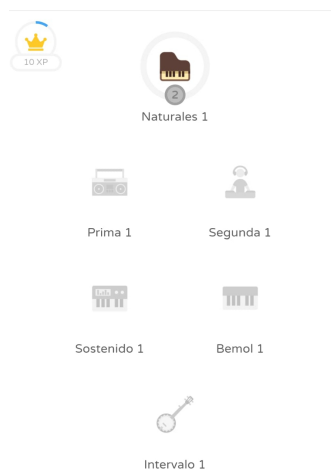 10 XP
2
Naturales 1
Prima 1
Segunda 1
Sostenido 1
Bemol 1
Intervalo 1